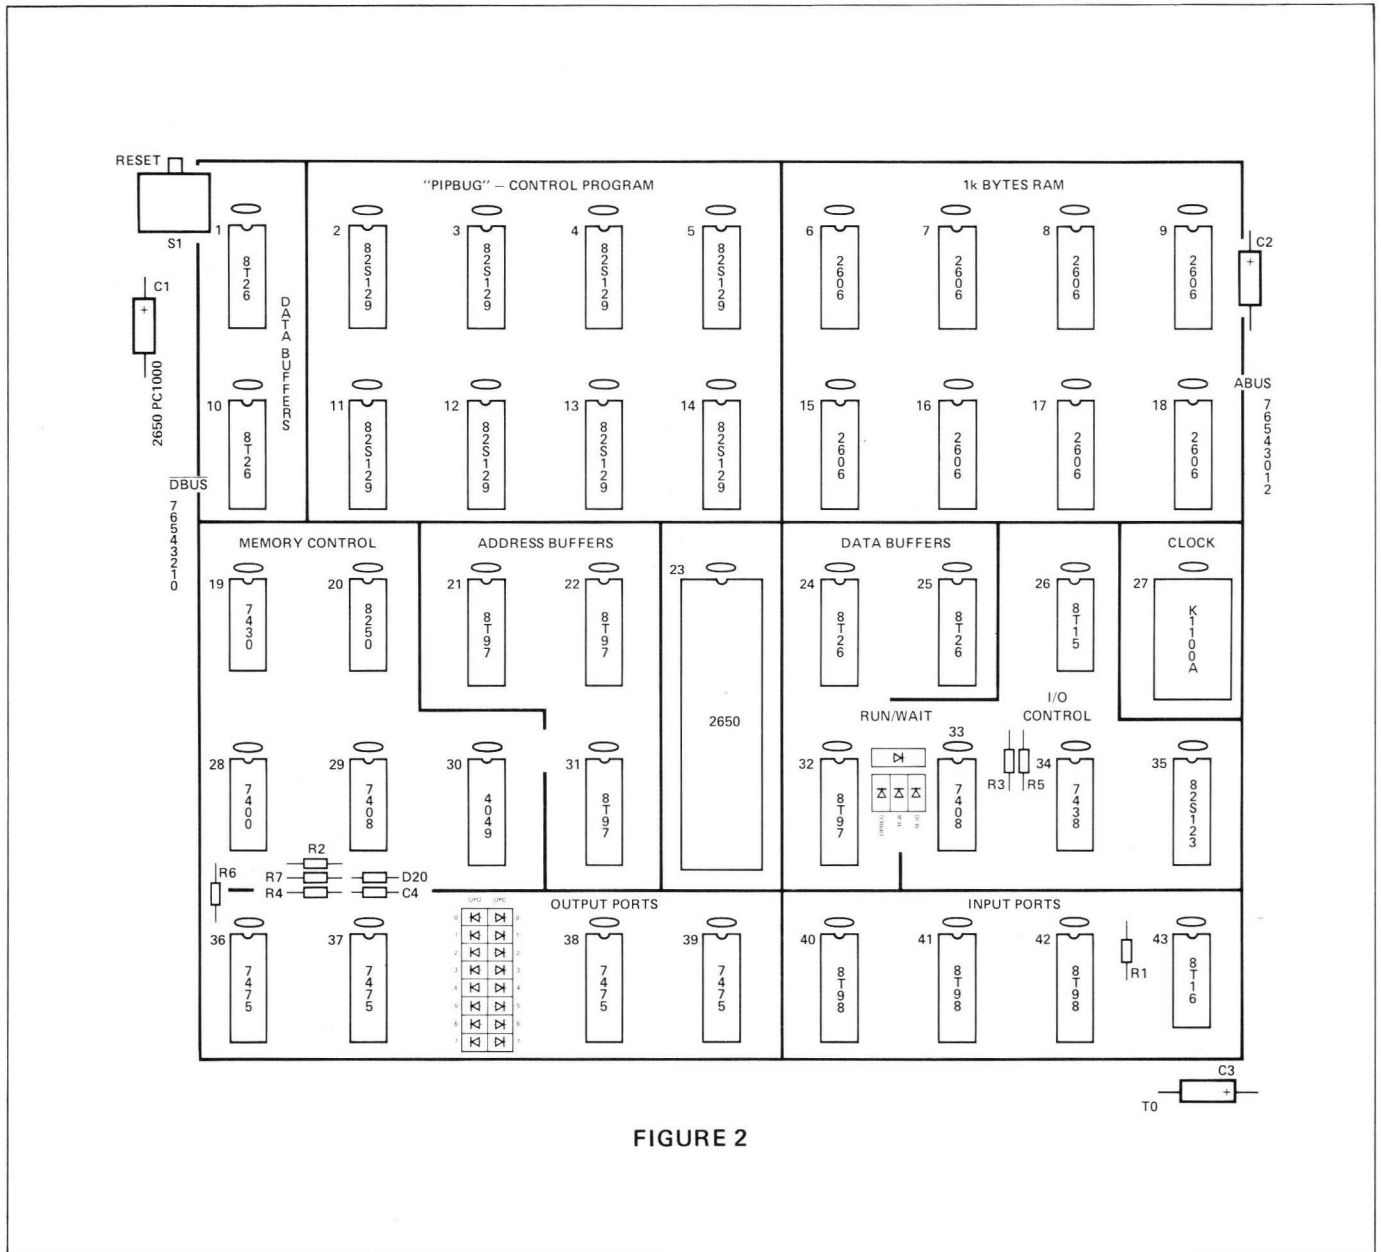 RESET
"PIPBUG" – CONTROL PROGRAM
1k BYTES RAM
S1
C1
2650 PC1000
DATA BUFFERS
C2
1 8T26
2 82S129
3 82S129
4 82S129
5 82S129
6 2606
7 2606
8 2606
9 2606
10 8T26
11 82S129
12 82S129
13 82S129
14 82S129
15 2606
16 2606
17 2606
18 2606
ABUS
76543012
DBUS
76543210
MEMORY CONTROL
ADDRESS BUFFERS
DATA BUFFERS
CLOCK
19 7430
20 8250
21 8T97
22 8T97
23 2650
24 8T26
25 8T26
26 8T15
27 K1100A
RUN/WAIT
I/O
CONTROL
28 7400
29 7408
30 4049
31 8T97
32 8T97
33 7408
R3
R5
34 7438
35 82S123
R6
R2
R7
D20
R4
C4
OUTPUT PORTS
INPUT PORTS
OPD OPC
0 0
1 1
2 2
3 3
4 4
5 5
6 6
7 7
36 7475
37 7475
38 7475
39 7475
40 8T98
41 8T98
42 8T98
R1
43 8T16
C3
T0
FIGURE 2